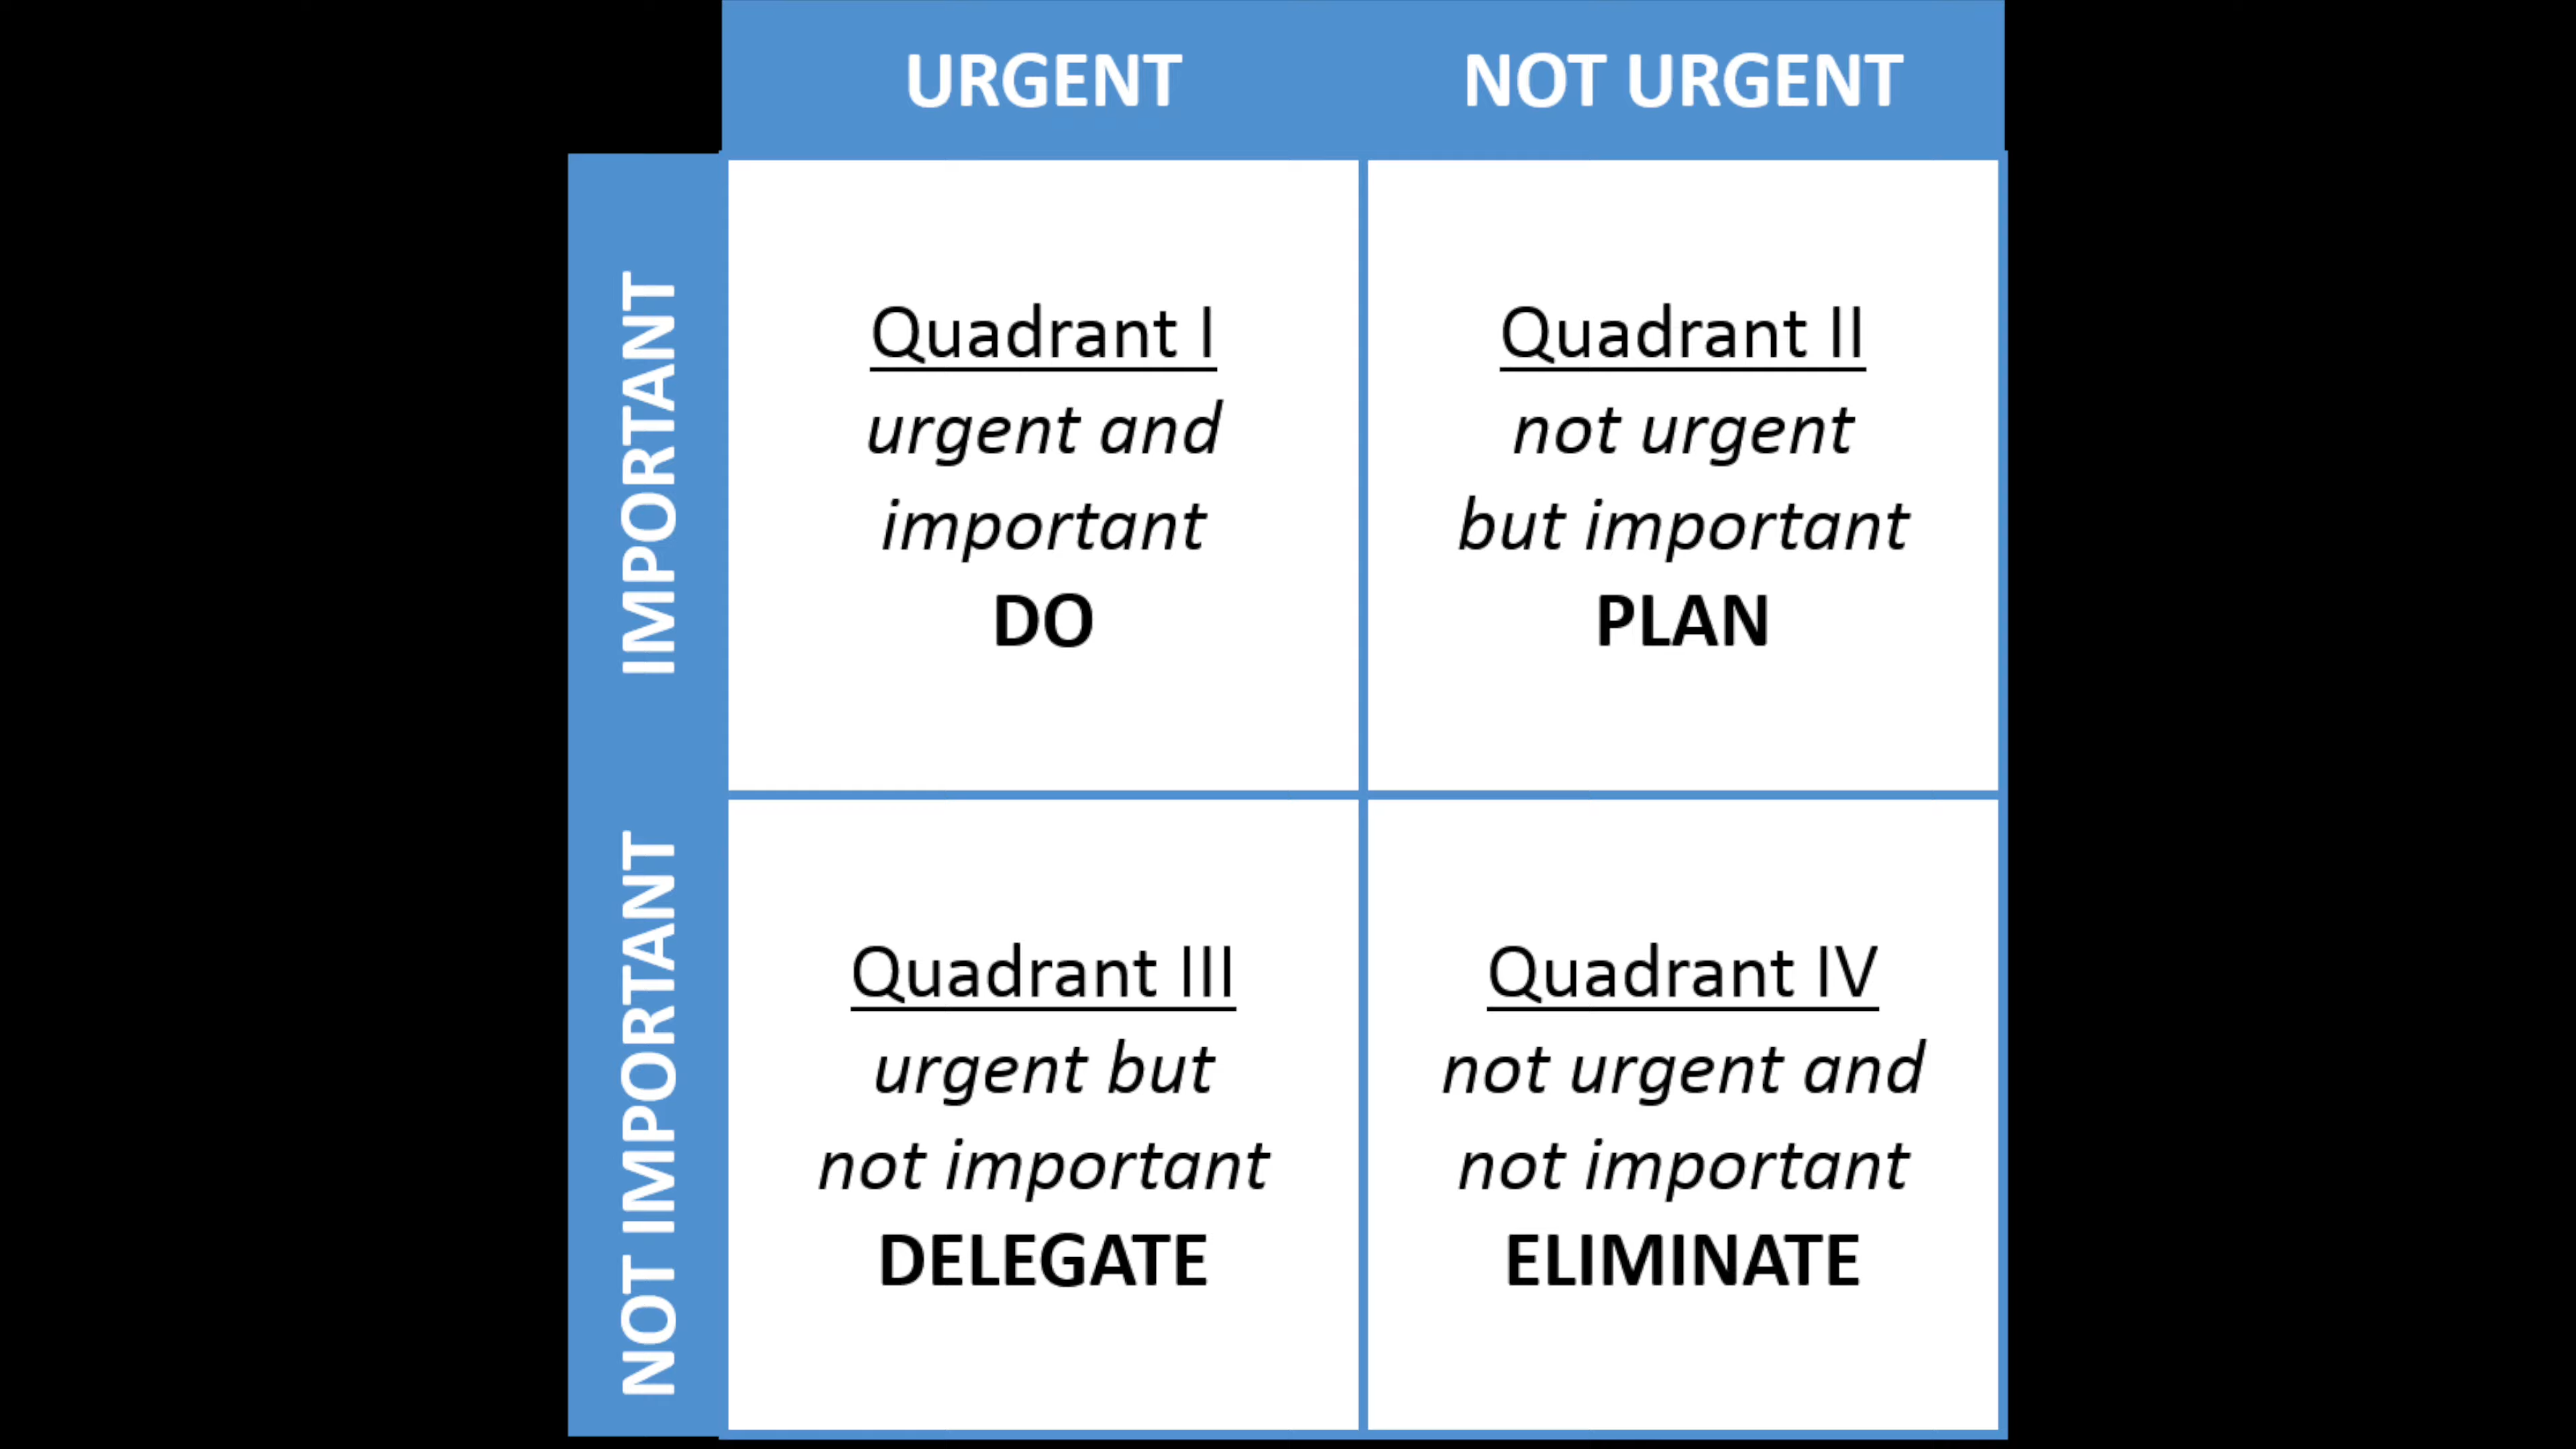 URGENT
NOT URGENT
IMPORTANT
Quadrant I
urgent and
important
DO
Quadrant II
not urgent
but important
PLAN
NOT IMPORTANT
Quadrant III
urgent but
not important
DELEGATE
Quadrant IV
not urgent and
not important
ELIMINATE